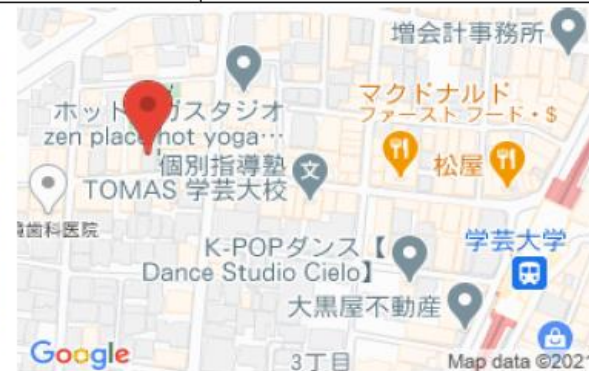 増会計事務所
ホット
ガスタジオ
zen place hot yoga…
マクドナルド
ファースト フード・$
個別指導塾
TOMAS 学芸大校
松屋
歯科医院
K-POPダンス【
Dance Studio Cielo】
学芸大学
大黒屋不動産
Google
3丁目
Map data ©2021